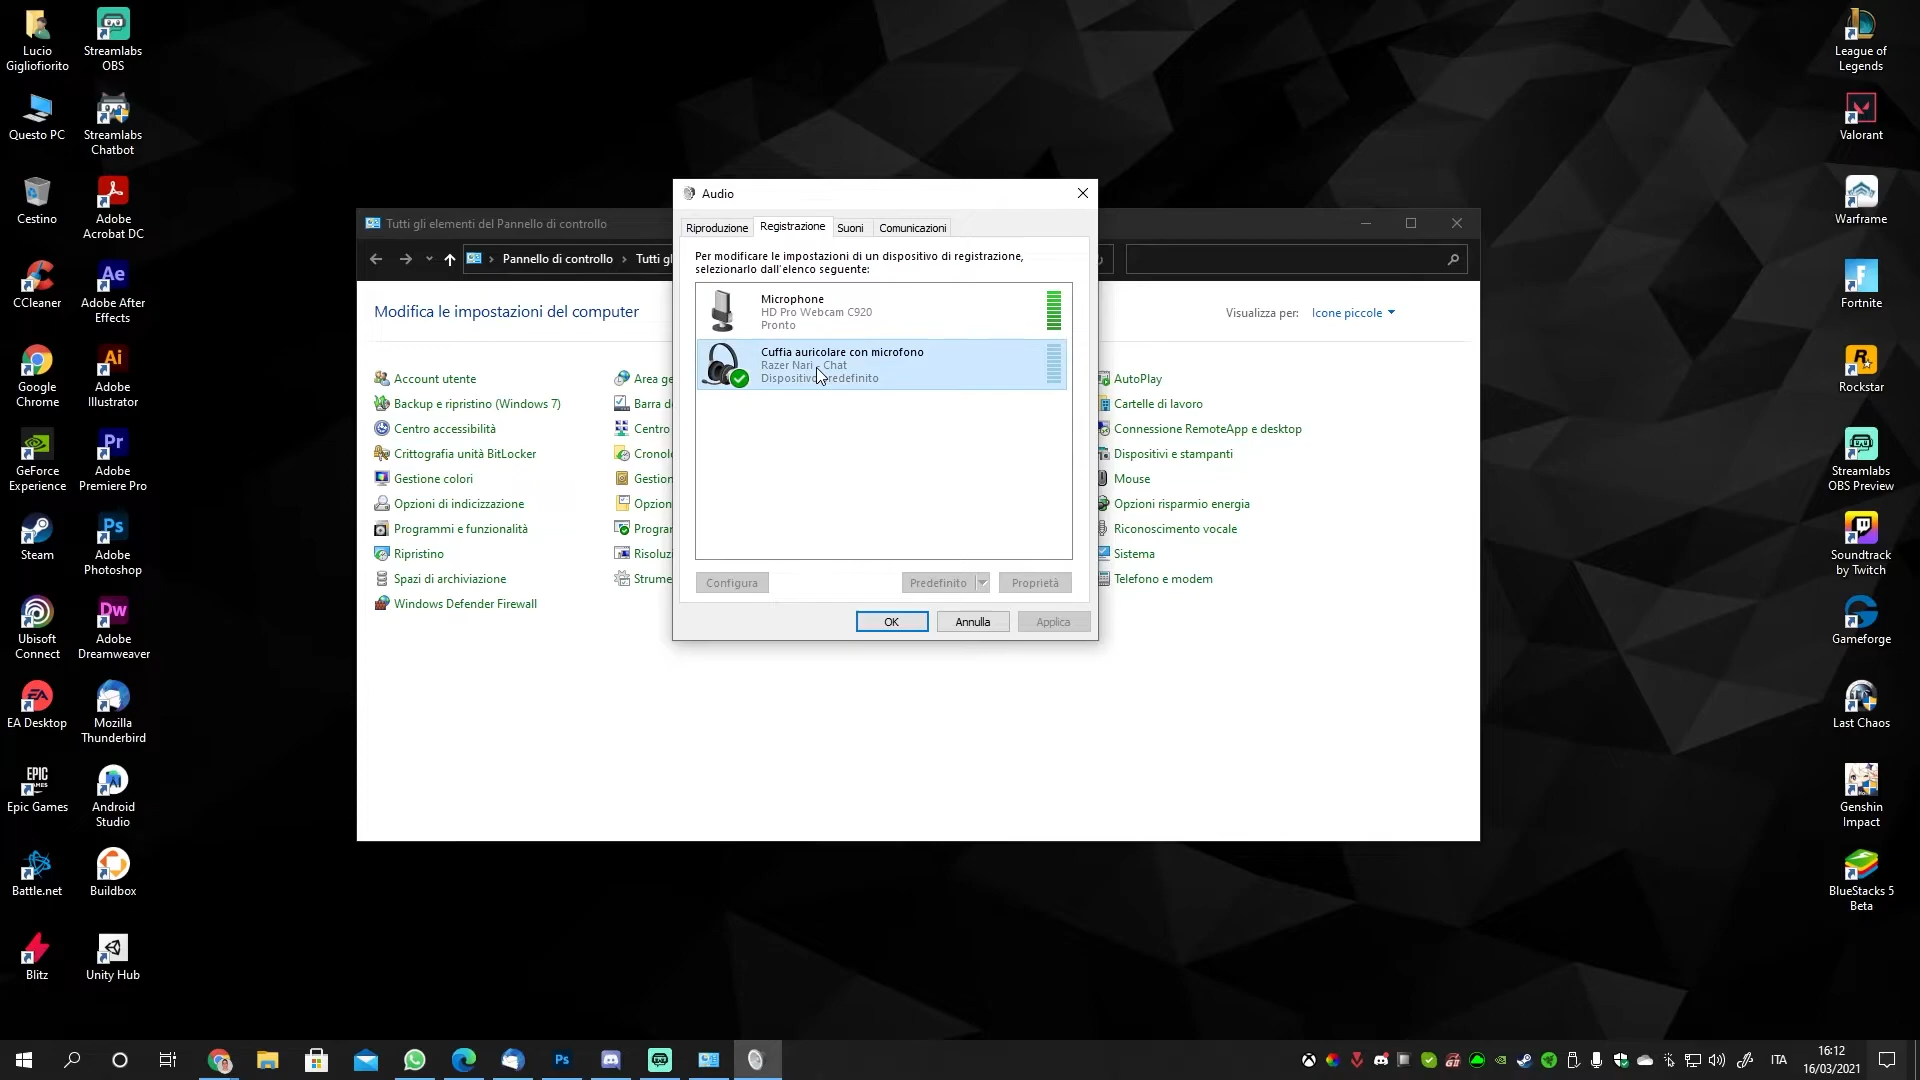 Lucio
Gigliofiorito
Streamlabs
OBS
Questo PC
Streamlabs
Chatbot
Cestino
Adobe
Acrobat DC
CCleaner
Adobe After
Effects
Google
Chrome
Adobe
Illustrator
GeForce
Experience
Adobe
Premiere Pro
Steam
Adobe
Photoshop
Ubisoft
Connect
Adobe
Dreamweaver
EA Desktop
Mozilla
Thunderbird
Epic Games
Android
Studio
Battle.net
Buildbox
Blitz
Unity Hub
Tutti gli elementi del Pannello di controllo
Pannello di controllo
Tutti gl
Modifica le impostazioni del computer
Visualizza per: Icone piccole
Account utente
Backup e ripristino (Windows 7)
Centro accessibilità
Crittografia unità BitLocker
Gestione colori
Opzioni di indicizzazione
Programmi e funzionalità
Ripristino
Spazi di archiviazione
Windows Defender Firewall
Area ge
Barra d
Centro
Cronol
Gestion
Opzion
Progra
Risoluz
Strume
AutoPlay
Cartelle di lavoro
Connessione RemoteApp e desktop
Dispositivi e stampanti
Mouse
Opzioni risparmio energia
Riconoscimento vocale
Sistema
Telefono e modem
Audio
Riproduzione Registrazione Suoni Comunicazioni
Per modificare le impostazioni di un dispositivo di registrazione,
selezionarlo dall'elenco seguente:
Microphone
HD Pro Webcam C920
Pronto
Cuffia auricolare con microfono
Razer Nari - Chat
Dispositivo predefinito
Configura Predefinito Proprietà
OK Annulla Applica
League of
Legends
Valorant
Warframe
Fortnite
Rockstar
Streamlabs
OBS Preview
Soundtrack
by Twitch
Gameforge
Last Chaos
Genshin
Impact
BlueStacks 5
Beta
ITA
16:12
16/03/2021